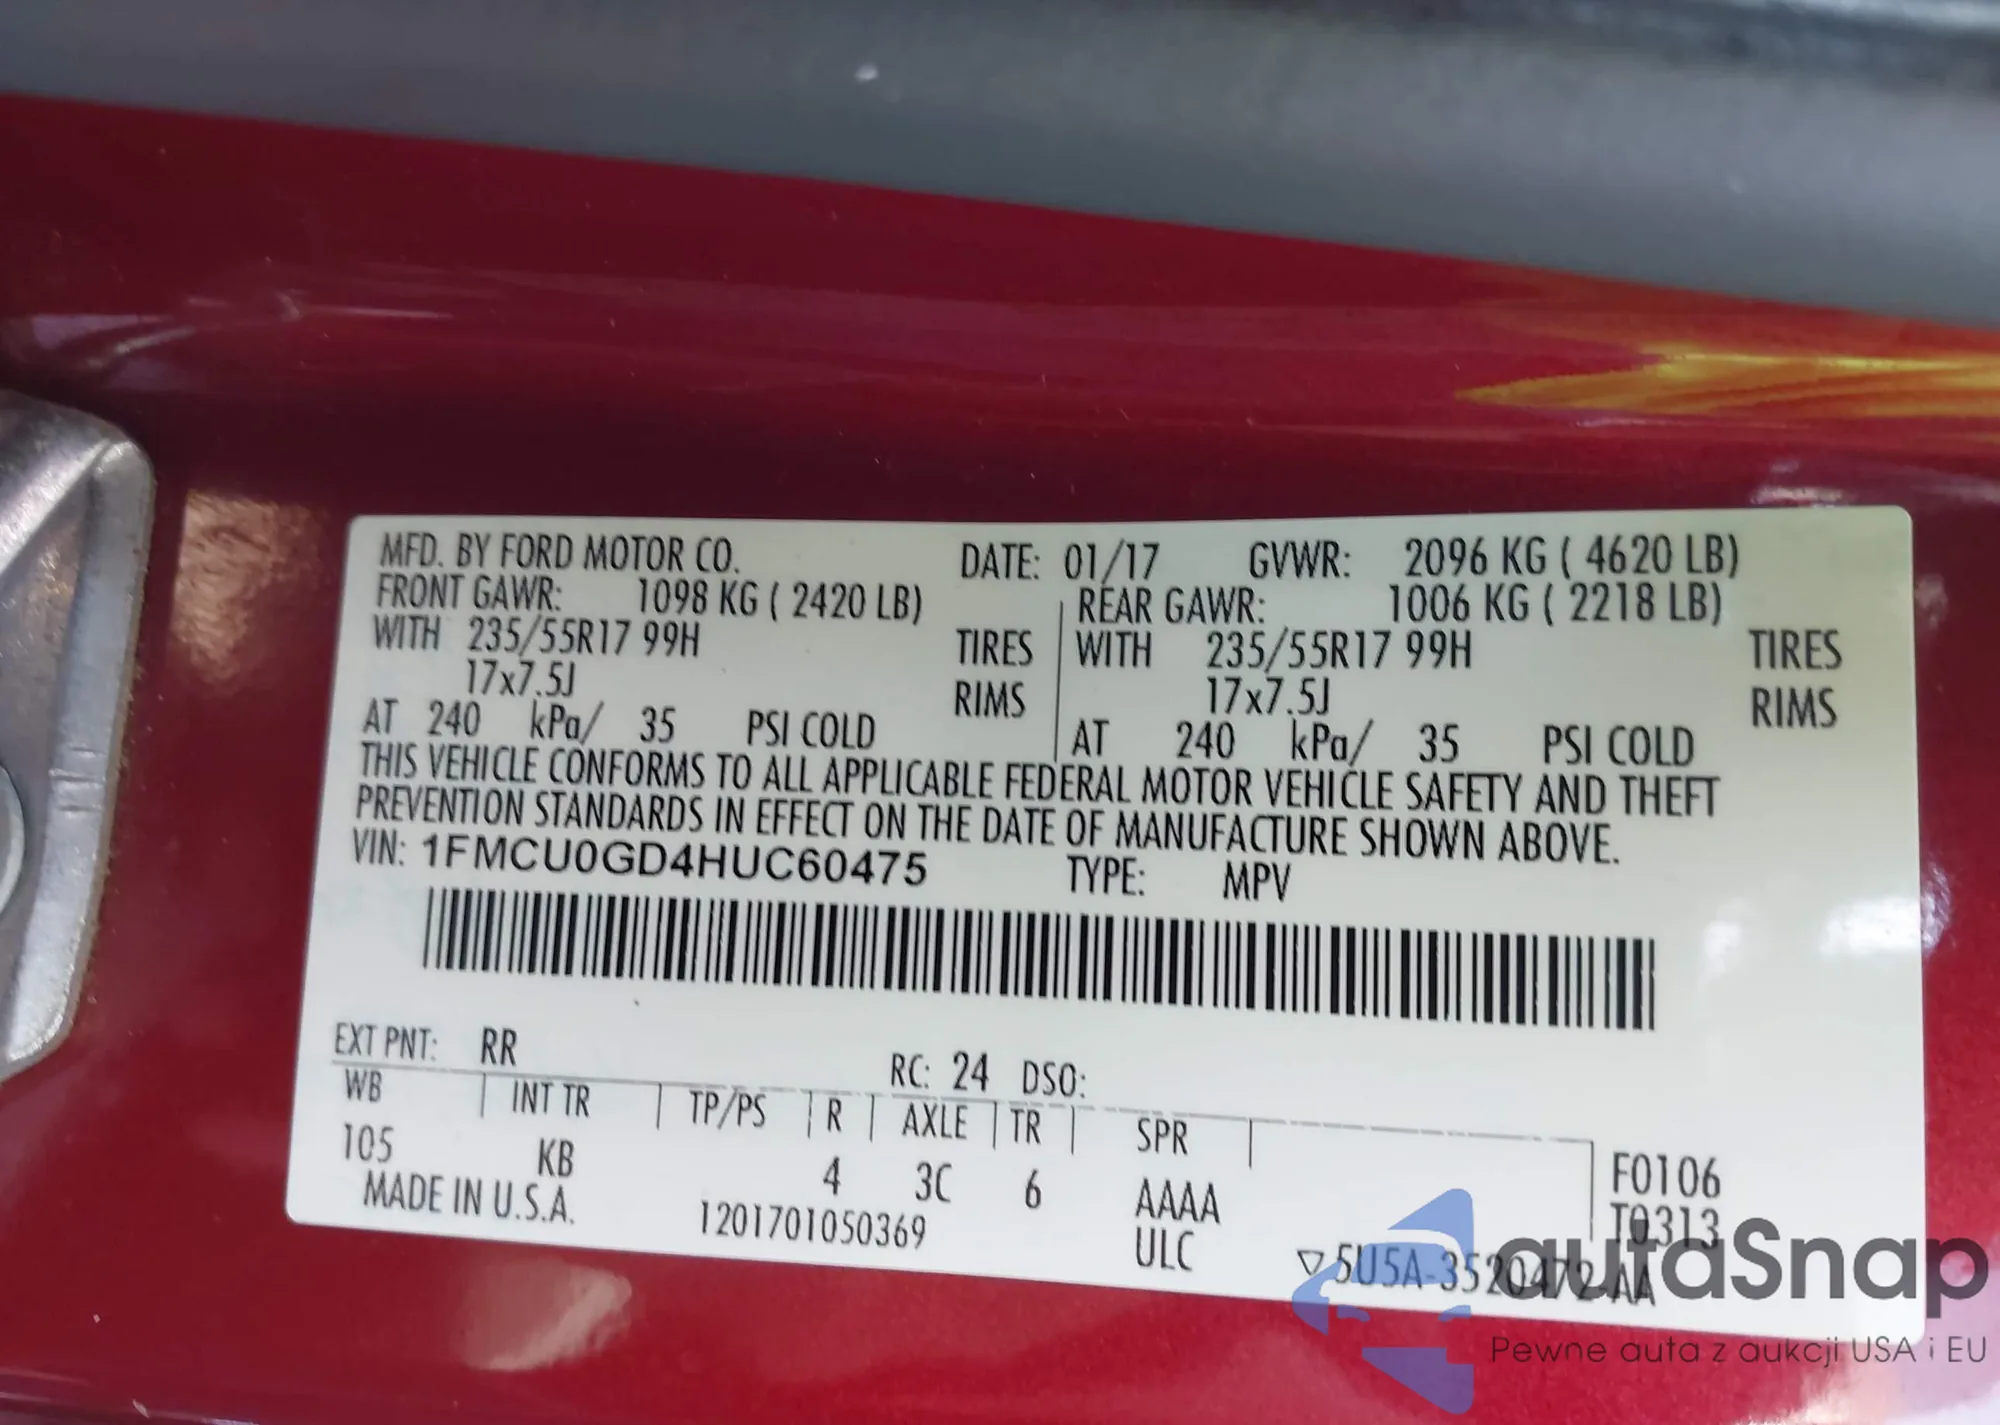 MFD. BY FORD MOTOR CO. DATE: 01/17 GVWR: 2096 KG ( 4620 LB)
FRONT GAWR: 1098 KG ( 2420 LB) REAR GAWR: 1006 KG ( 2218 LB)
WITH 235/55R17 99H TIRES WITH 235/55R17 99H TIRES
17x7.5J RIMS 17x7.5J RIMS
AT 240 kPa/ 35 PSI COLD AT 240 kPa/ 35 PSI COLD
THIS VEHICLE CONFORMS TO ALL APPLICABLE FEDERAL MOTOR VEHICLE SAFETY AND THEFT
PREVENTION STANDARDS IN EFFECT ON THE DATE OF MANUFACTURE SHOWN ABOVE.
VIN: 1FMCU0GD4HUC60475 TYPE: MPV
EXT PNT: RR RC: 24 DSO:
WB INT TR TP/PS R AXLE TR SPR
105 KB 4 3C 6 AAAA F0106
MADE IN U.S.A. 1201701050369 ULC T0313
5U5A-3520472-AA
autaSnap
Pewne auta z aukcji USA i EU